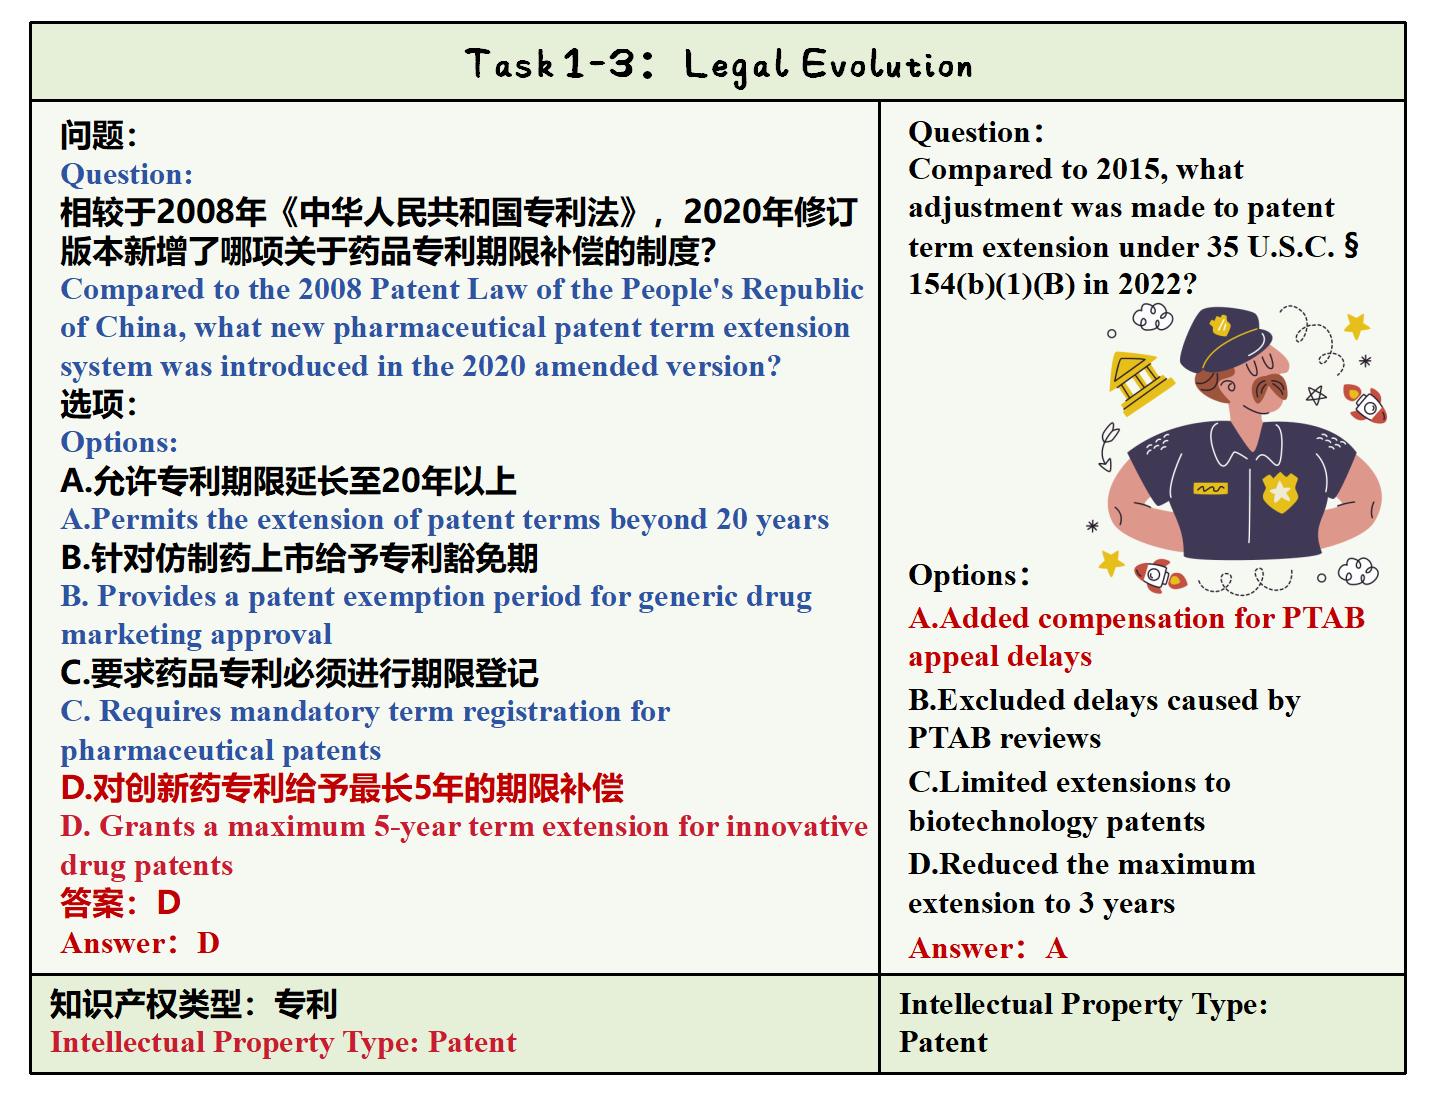 Task1-3：Legal Evolution
问题：
Question:
相较于2008年《中华人民共和国专利法》，2020年修订
版本新增了哪项关于药品专利期限补偿的制度？
Compared to the 2008 Patent Law of the People's Republic
of China, what new pharmaceutical patent term extension
system was introduced in the 2020 amended version?
选项：
Options:
A.允许专利期限延长至20年以上
A.Permits the extension of patent terms beyond 20 years
B.针对仿制药上市给予专利豁免期
B. Provides a patent exemption period for generic drug
marketing approval
C.要求药品专利必须进行期限登记
C. Requires mandatory term registration for
pharmaceutical patents
D.对创新药专利给予最长5年的期限补偿
D. Grants a maximum 5-year term extension for innovative
drug patents
答案：D
Answer：D
Question：
Compared to 2015, what
adjustment was made to patent
term extension under 35 U.S.C. §
154(b)(1)(B) in 2022?
Options：
A.Added compensation for PTAB
appeal delays
B.Excluded delays caused by
PTAB reviews
C.Limited extensions to
biotechnology patents
D.Reduced the maximum
extension to 3 years
Answer：A
知识产权类型：专利
Intellectual Property Type: Patent
Intellectual Property Type:
Patent